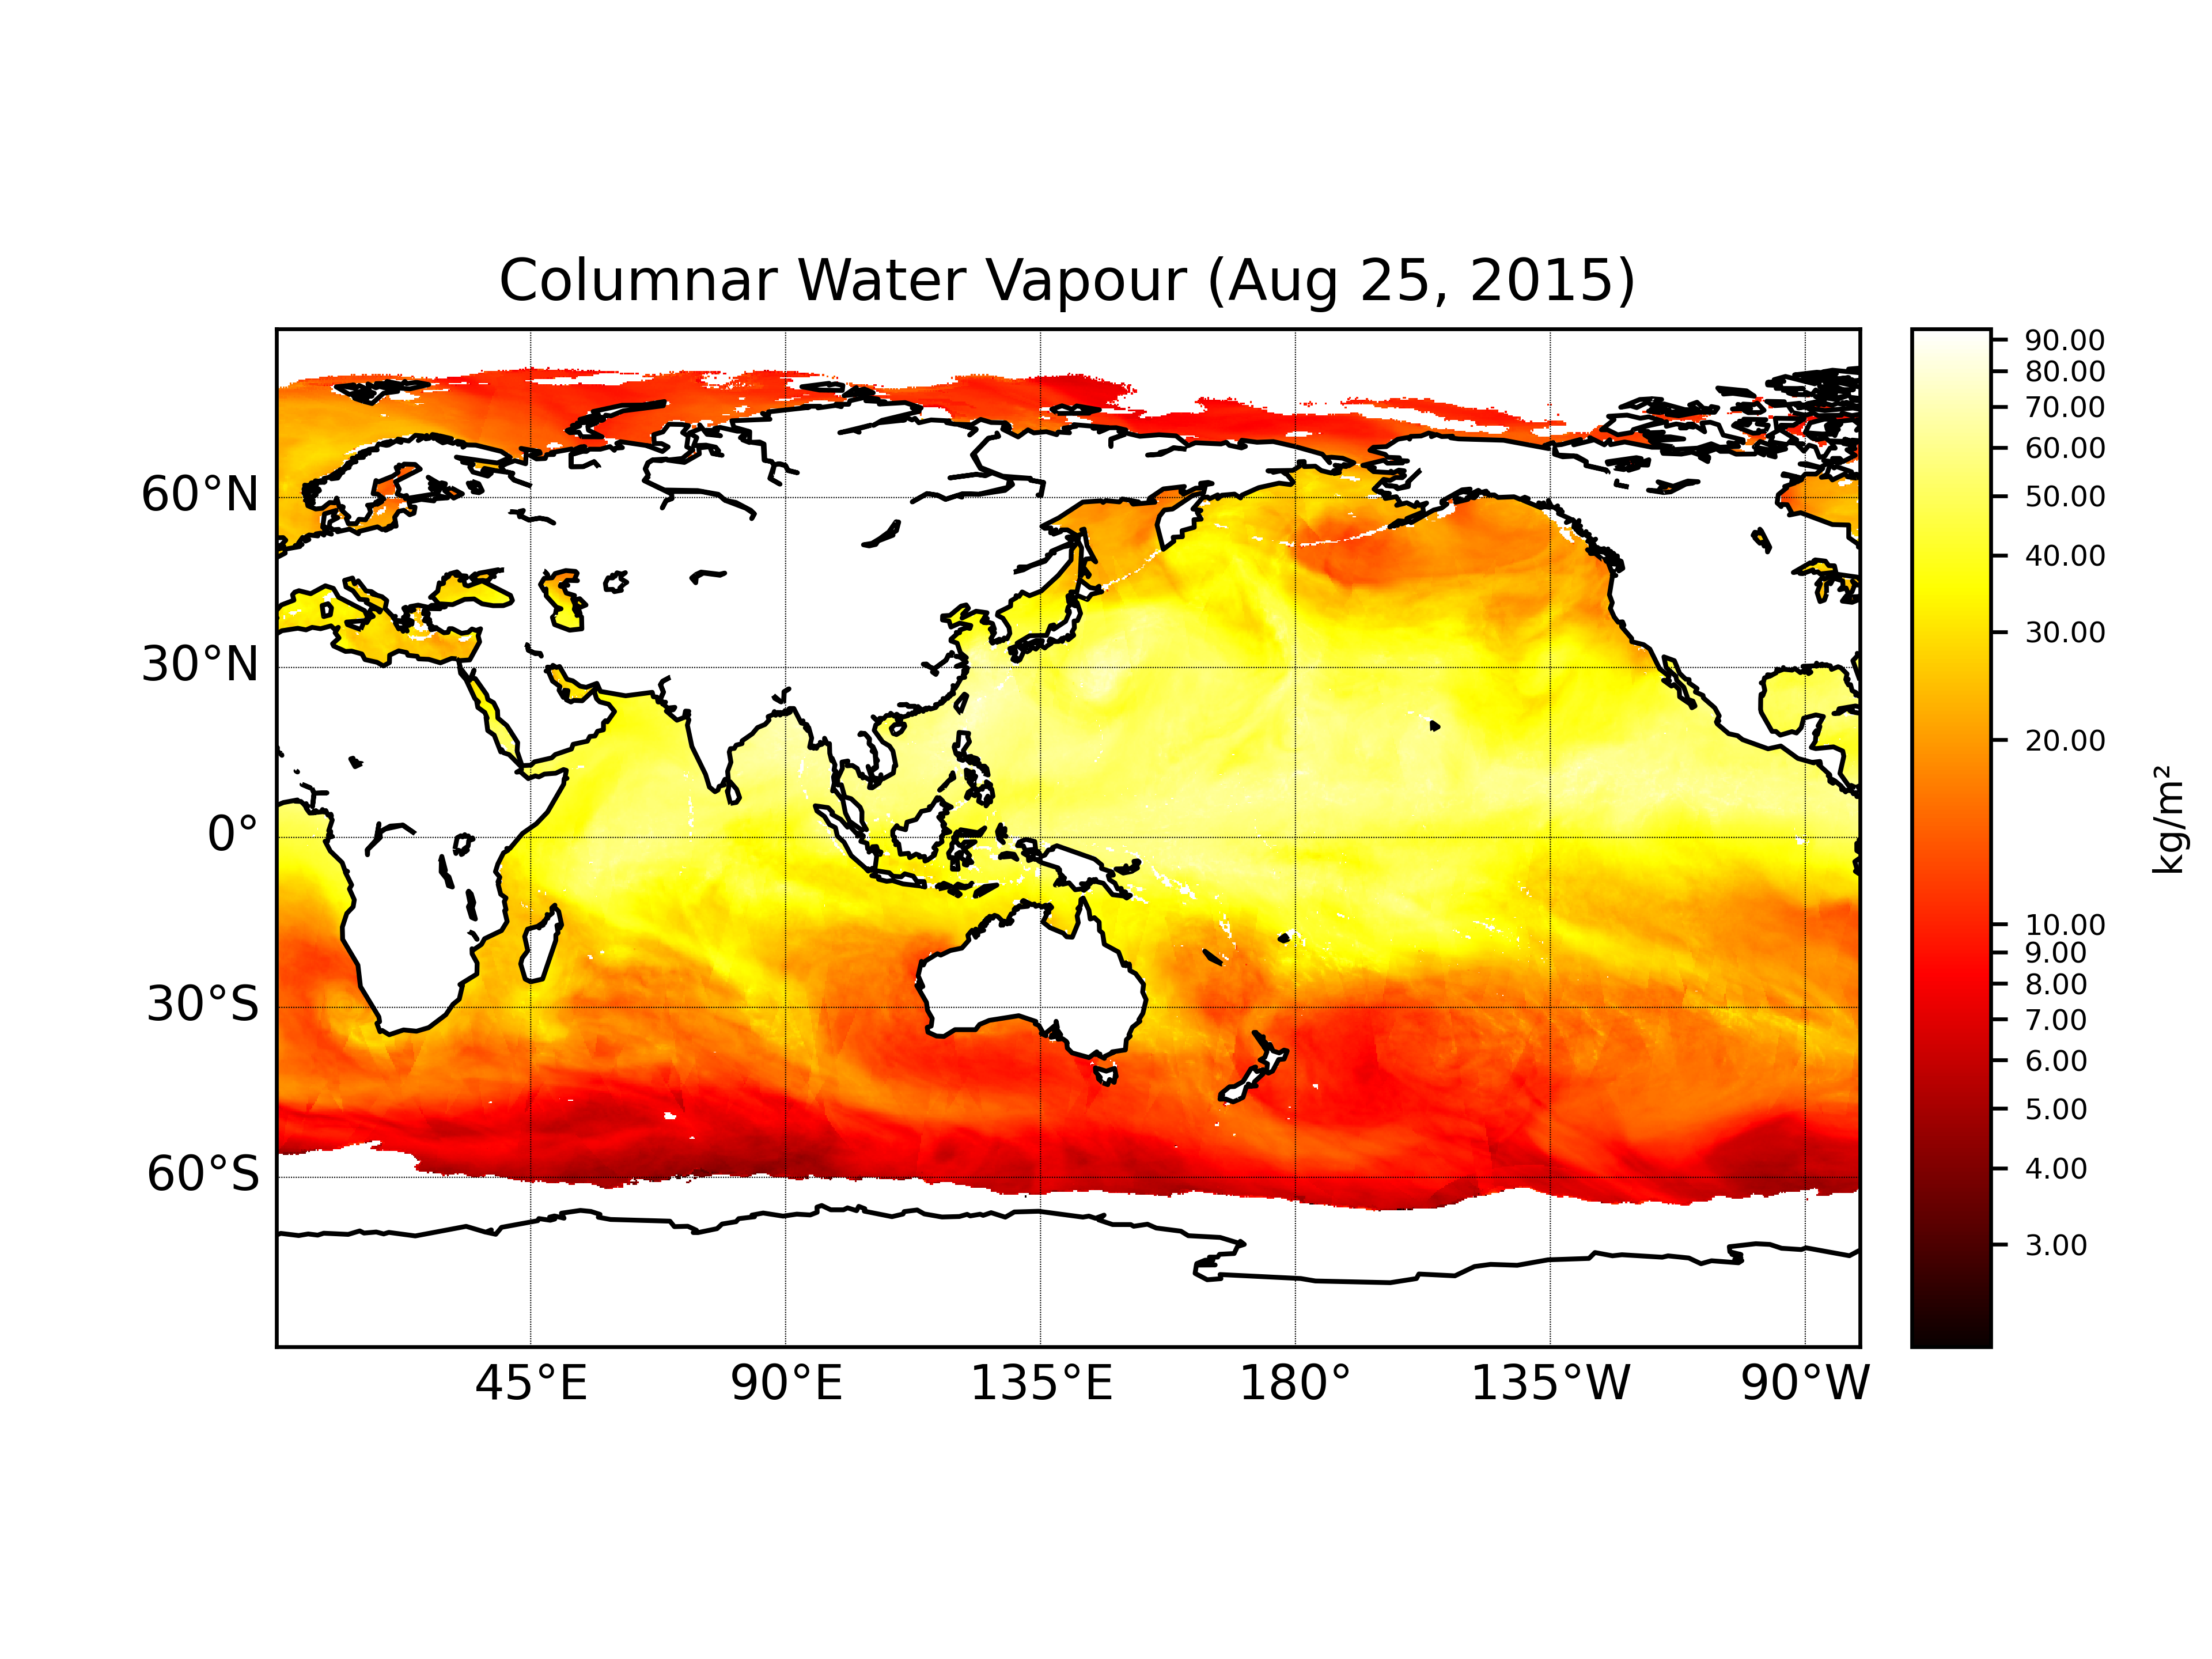 Columnar Water Vapour (Aug 25, 2015)
60°N
30°N
0°
30°S
60°S
45°E
90°E
135°E
180°
135°W
90°W
90.00
80.00
70.00
60.00
50.00
40.00
30.00
20.00
10.00
9.00
8.00
7.00
6.00
5.00
4.00
3.00
kg/m²